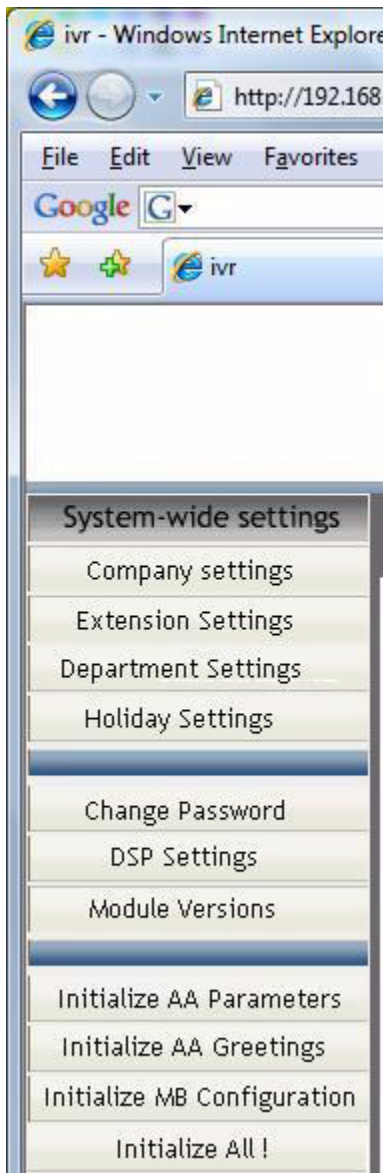 ivr - Windows Internet Explore
http://192.168
File Edit View Favorites
Google G
ivr
System-wide settings
Company settings
Extension Settings
Department Settings
Holiday Settings
Change Password
DSP Settings
Module Versions
Initialize AA Parameters
Initialize AA Greetings
Initialize MB Configuration
Initialize All !